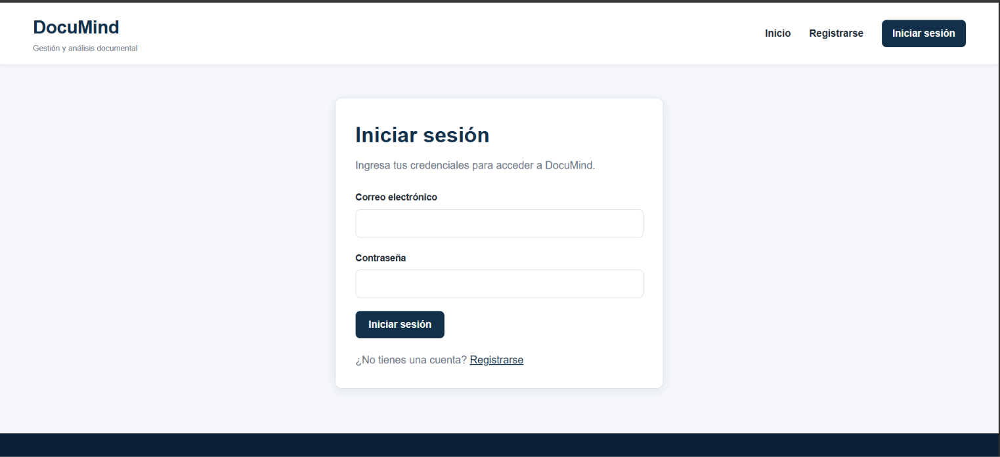 DocuMind
Gestión y análisis documental
Inicio Registrarse Iniciar sesión
Iniciar sesión
Ingresa tus credenciales para acceder a DocuMind.
Correo electrónico
Contraseña
Iniciar sesión
¿No tienes una cuenta? Registrarse